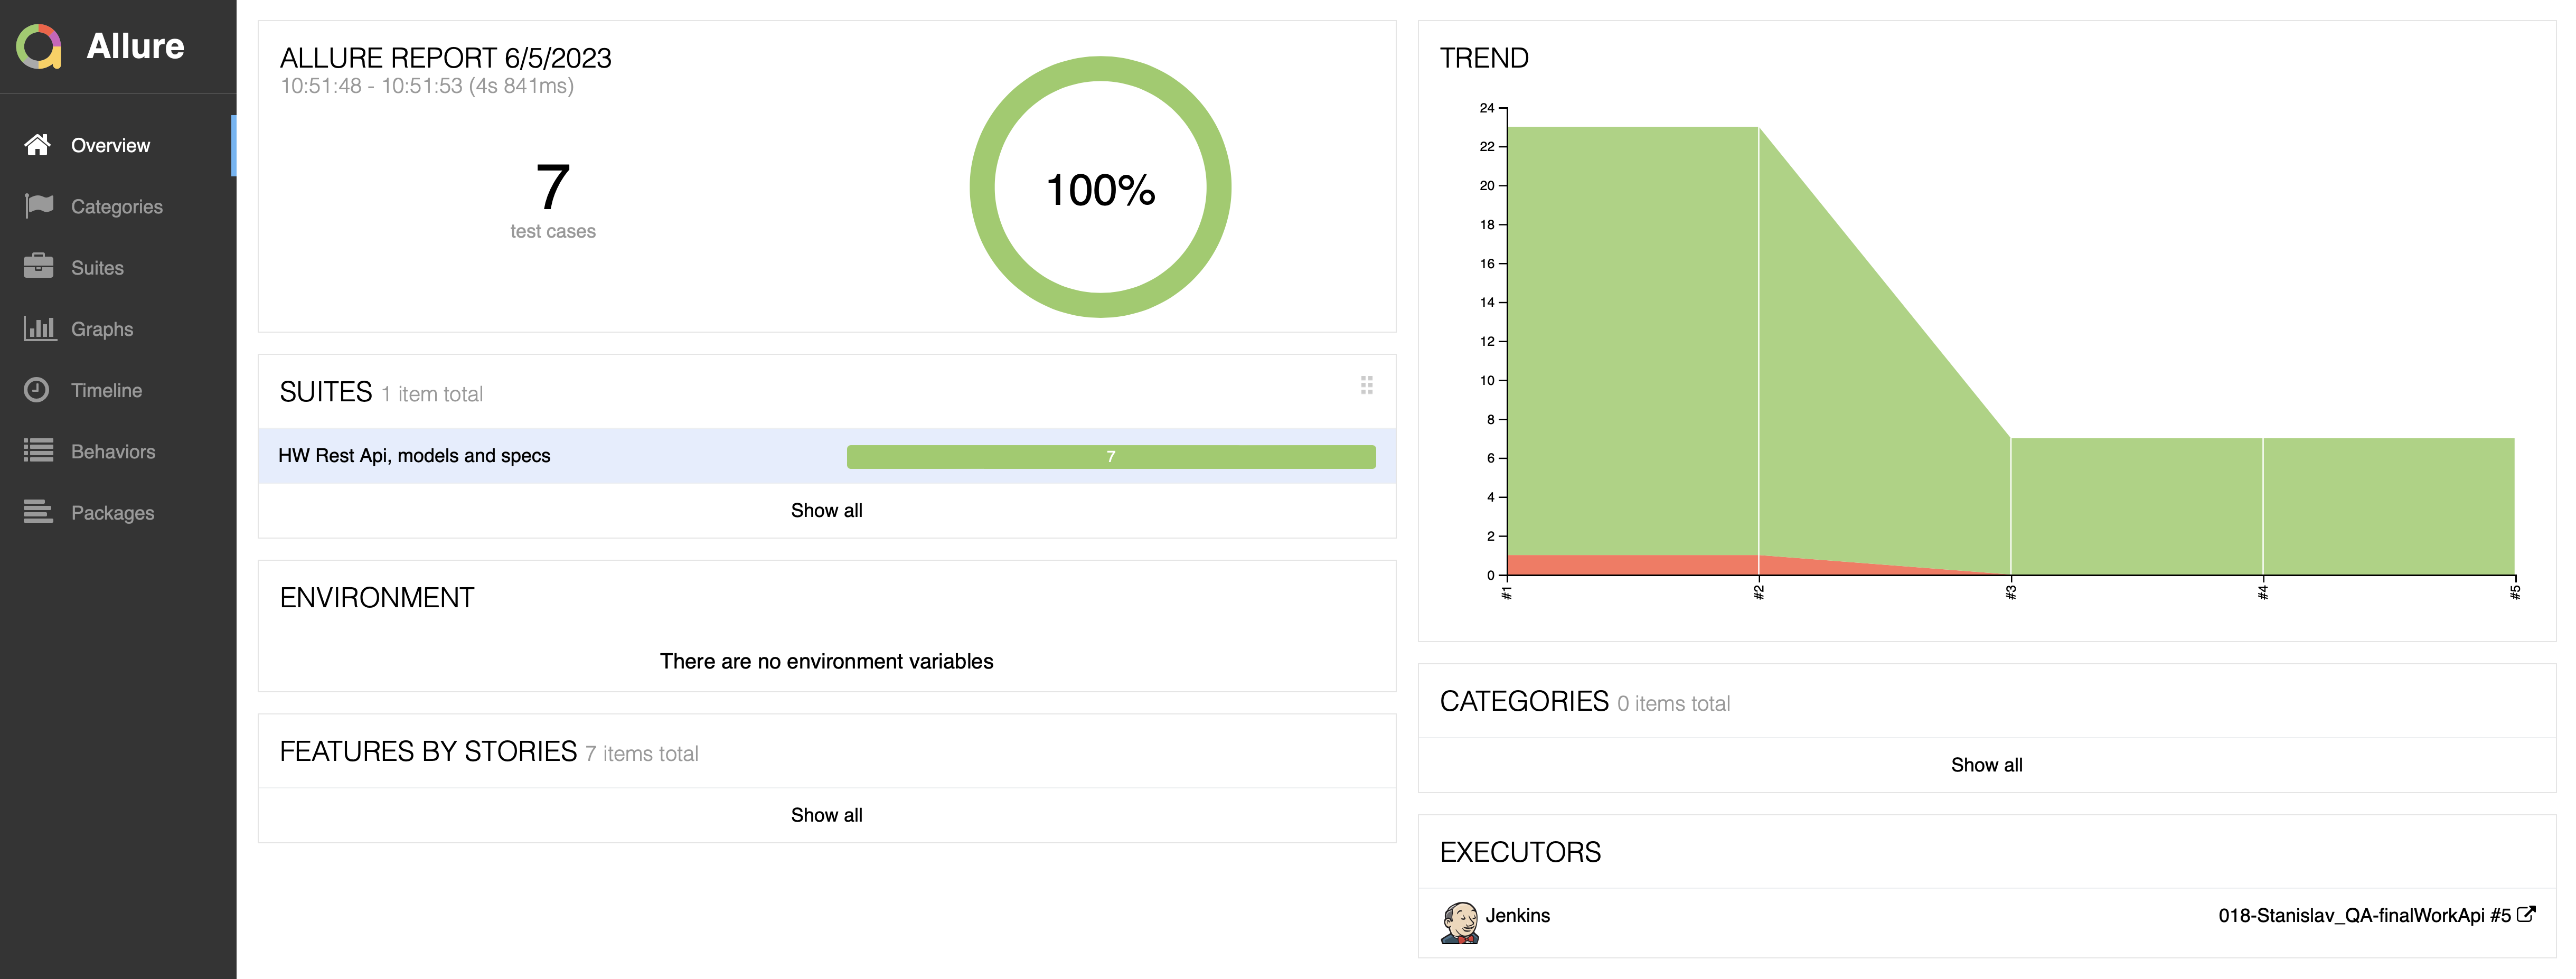 Allure
Overview
Categories
Suites
Graphs
Timeline
Behaviors
Packages
ALLURE REPORT 6/5/2023
10:51:48 - 10:51:53 (4s 841ms)
7
test cases
100%
SUITES 1 item total
HW Rest Api, models and specs 7
Show all
ENVIRONMENT
There are no environment variables
FEATURES BY STORIES 7 items total
Show all
TREND
24
22
20
18
16
14
12
10
8
6
4
2
0
#1 #2 #3 #4 #5
CATEGORIES 0 items total
Show all
EXECUTORS
Jenkins 018-Stanislav_QA-finalWorkApi #5